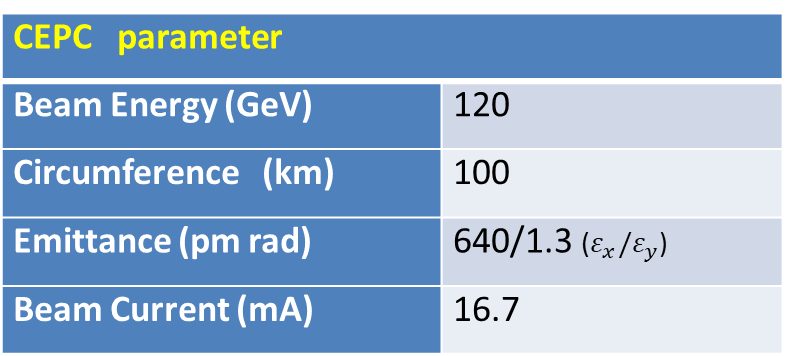 CEPC parameter
Beam Energy (GeV) 120
Circumference (km) 100
Emittance (pm rad) 640/1.3 (εx/εy)
Beam Current (mA) 16.7